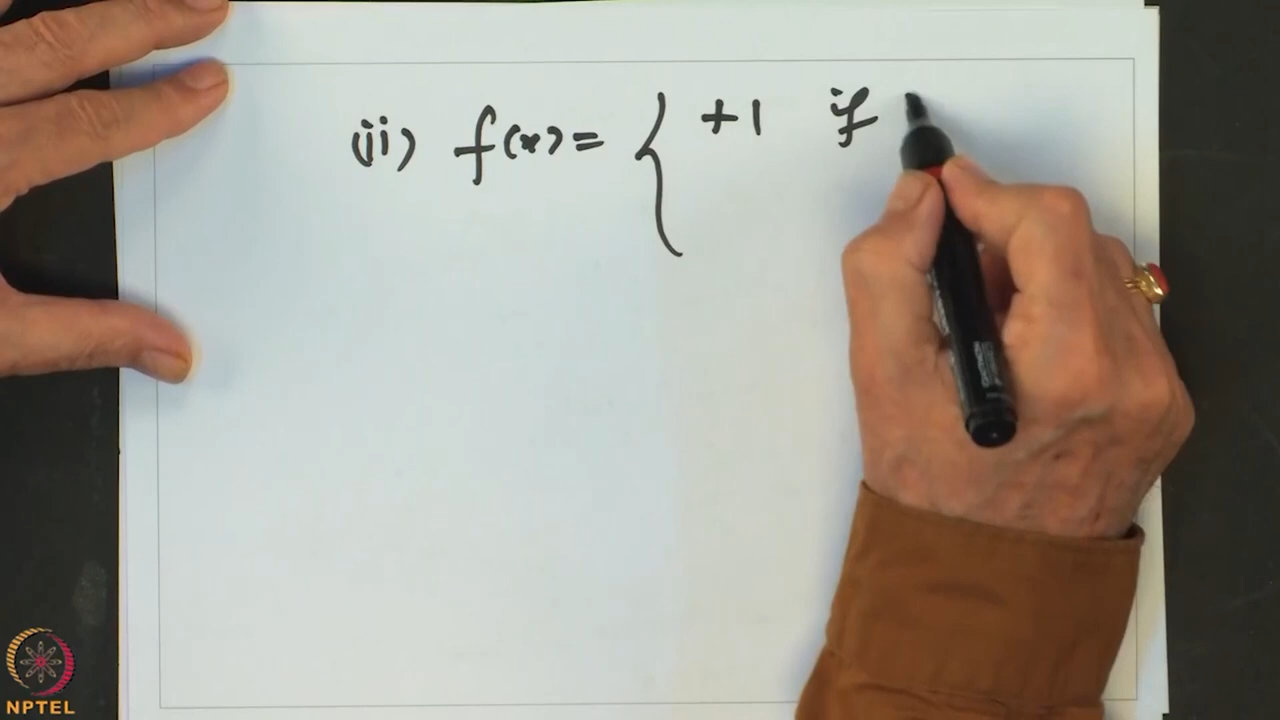 (ii) f(x) = { +1 if
NPTEL